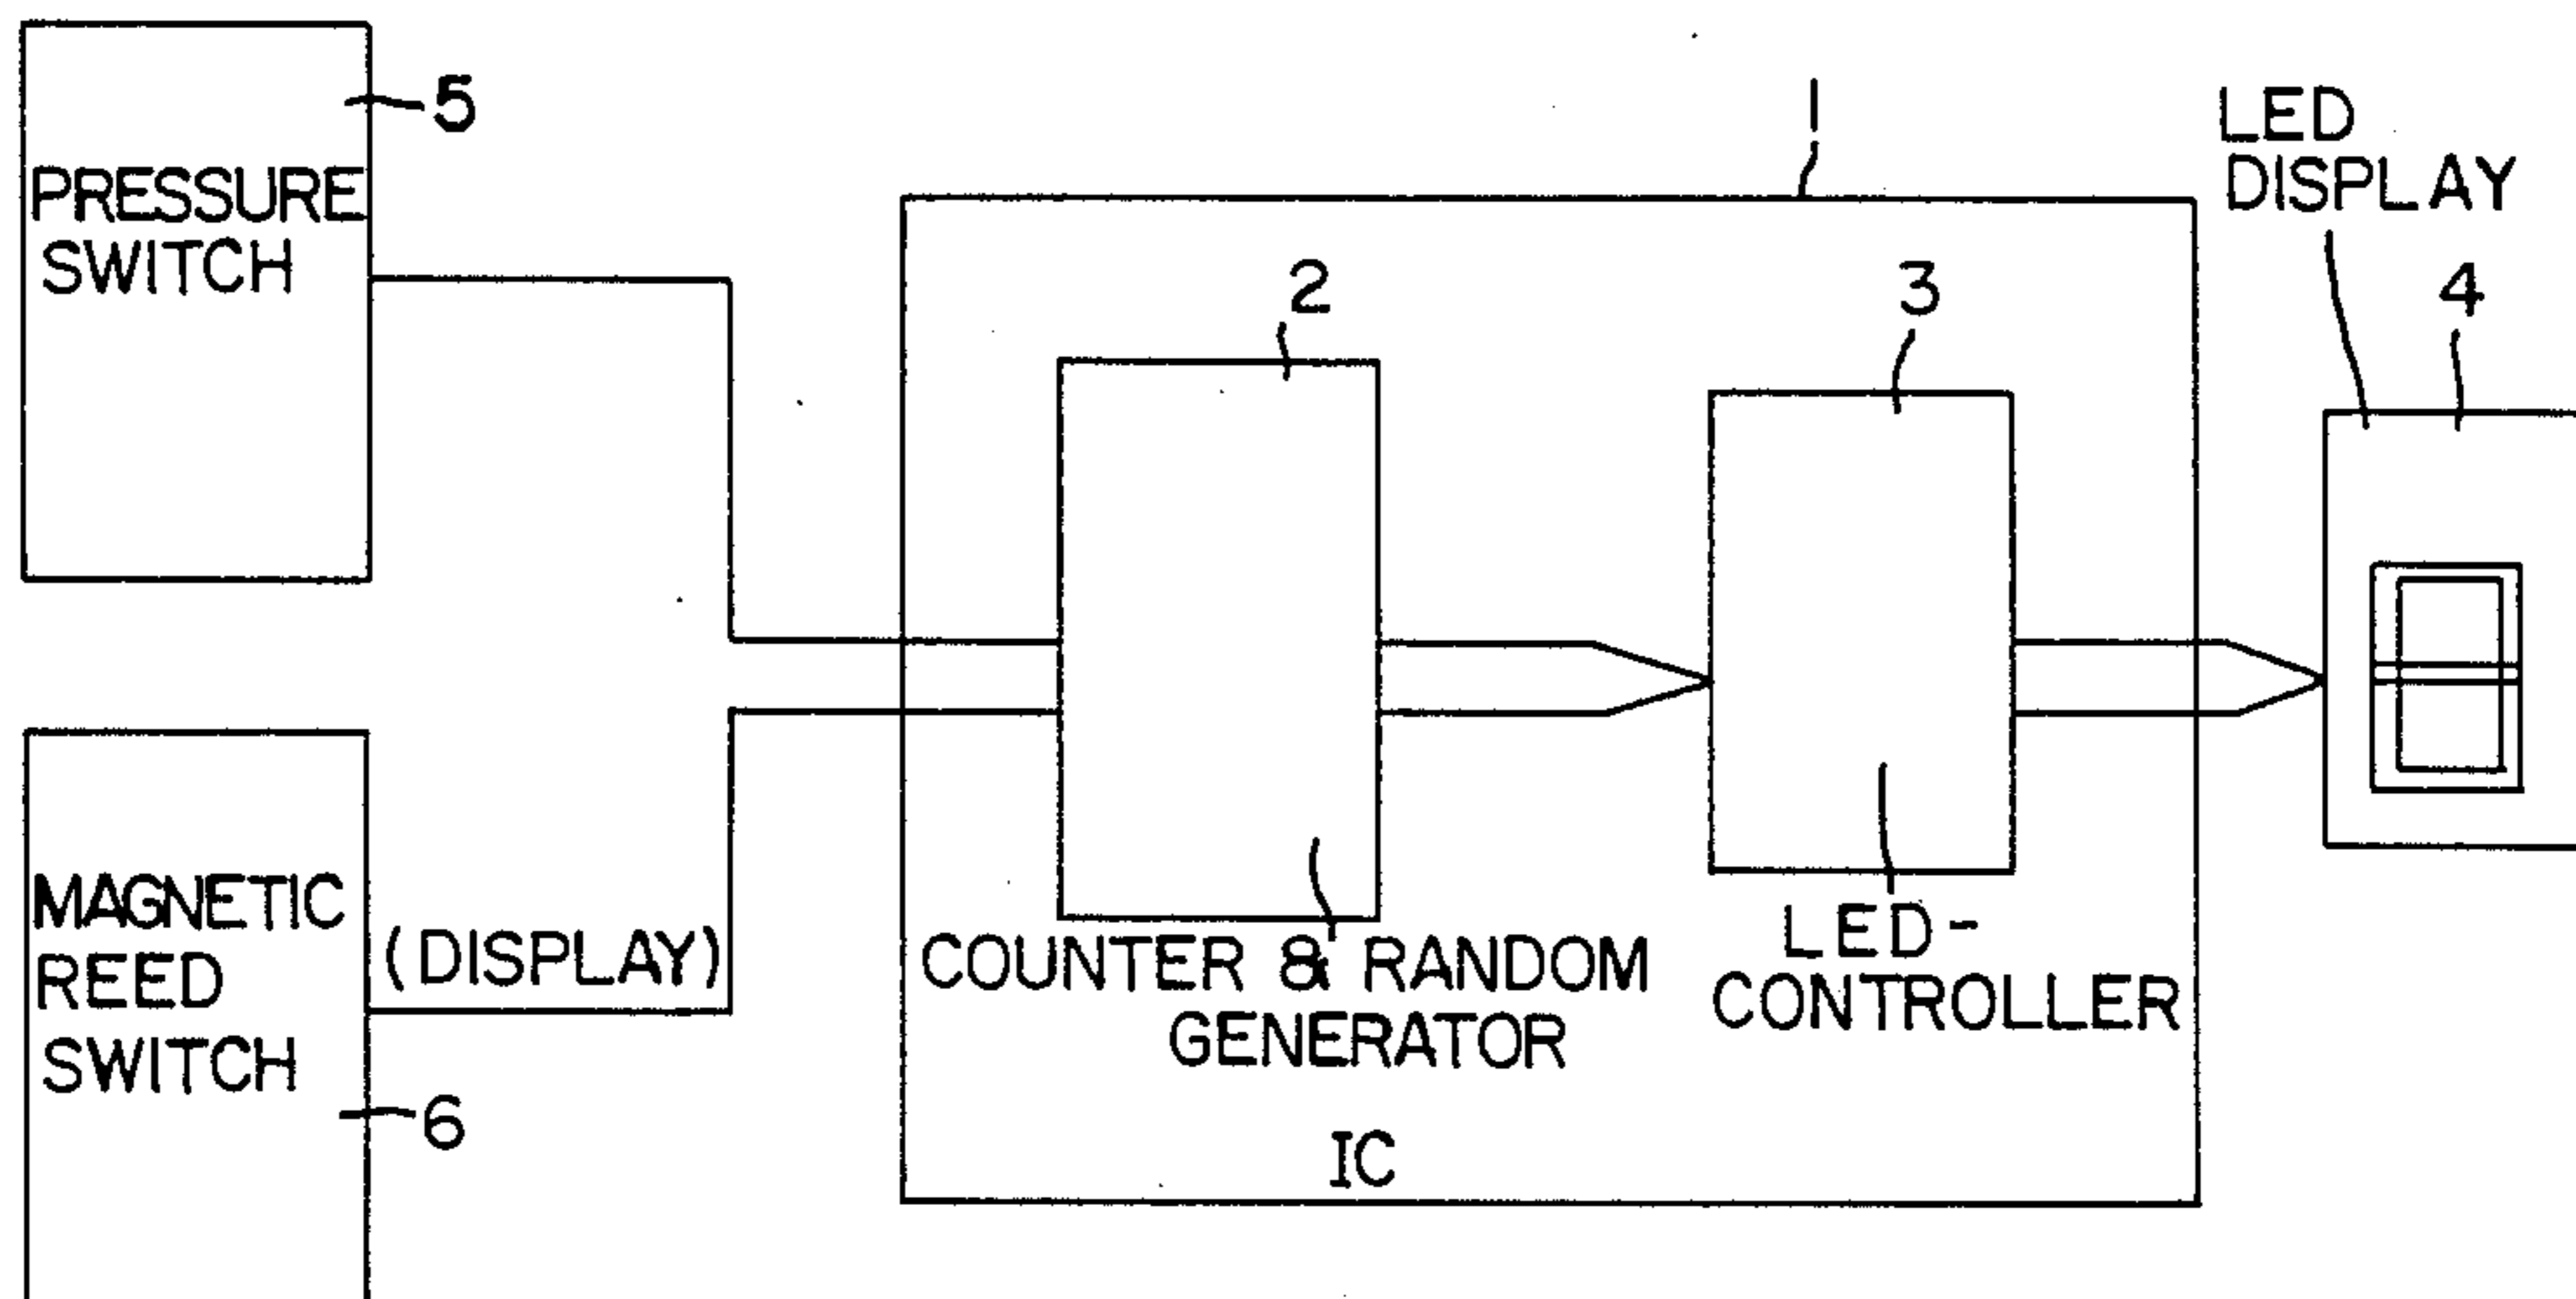 5
PRESSURE
SWITCH
1
LED
DISPLAY
2
3
4
MAGNETIC
REED
SWITCH
(DISPLAY)
6
COUNTER & RANDOM
GENERATOR
LED-
CONTROLLER
IC